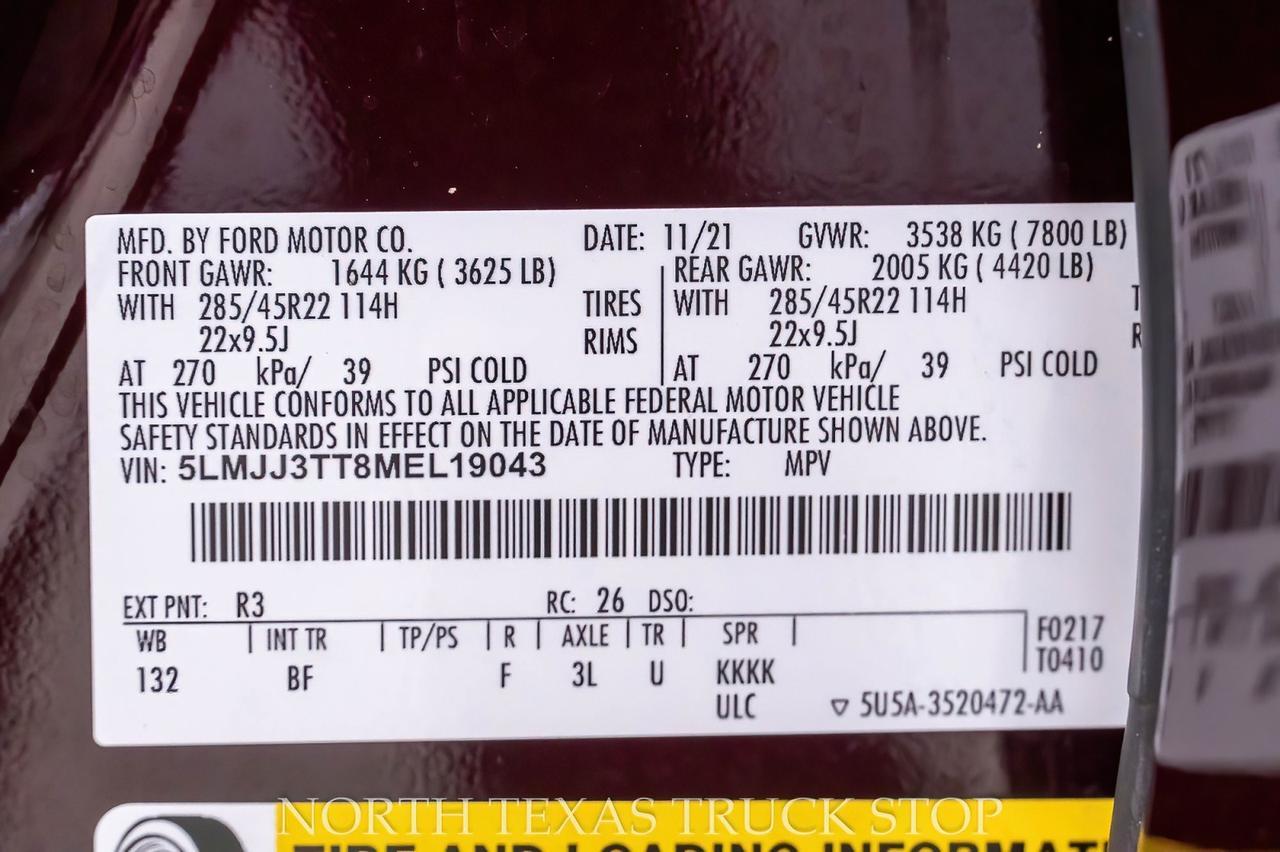 MFD. BY FORD MOTOR CO. DATE: 11/21 GVWR: 3538 KG ( 7800 LB)
FRONT GAWR: 1644 KG ( 3625 LB) REAR GAWR: 2005 KG ( 4420 LB)
WITH 285/45R22 114H TIRES WITH 285/45R22 114H
22x9.5J RIMS 22x9.5J
AT 270 kPa/ 39 PSI COLD AT 270 kPa/ 39 PSI COLD
THIS VEHICLE CONFORMS TO ALL APPLICABLE FEDERAL MOTOR VEHICLE
SAFETY STANDARDS IN EFFECT ON THE DATE OF MANUFACTURE SHOWN ABOVE.
VIN: 5LMJJ3TT8MEL19043 TYPE: MPV
EXT PNT: R3 RC: 26 DSO:
WB INT TR TP/PS R AXLE TR SPR F0217
132 BF F 3L U KKKK T0410
ULC ▽ 5U5A-3520472-AA
NORTH TEXAS TRUCK STOP
TIRE AND LOADING INFORMATI